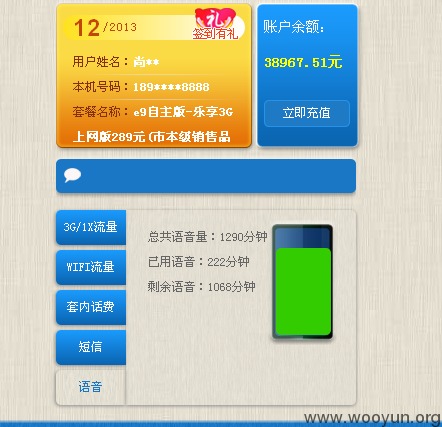 12/2013
礼
签到有礼
用户姓名：尚**
本机号码：189****8888
套餐名称：e9自主版-乐享3G
上网版289元(市本级销售品
账户余额：
38967.51元
立即充值
3G/1X流量
WIFI流量
套内话费
短信
语音
总共语音量：1290分钟
已用语音：222分钟
剩余语音：1068分钟
www.wooyun.org